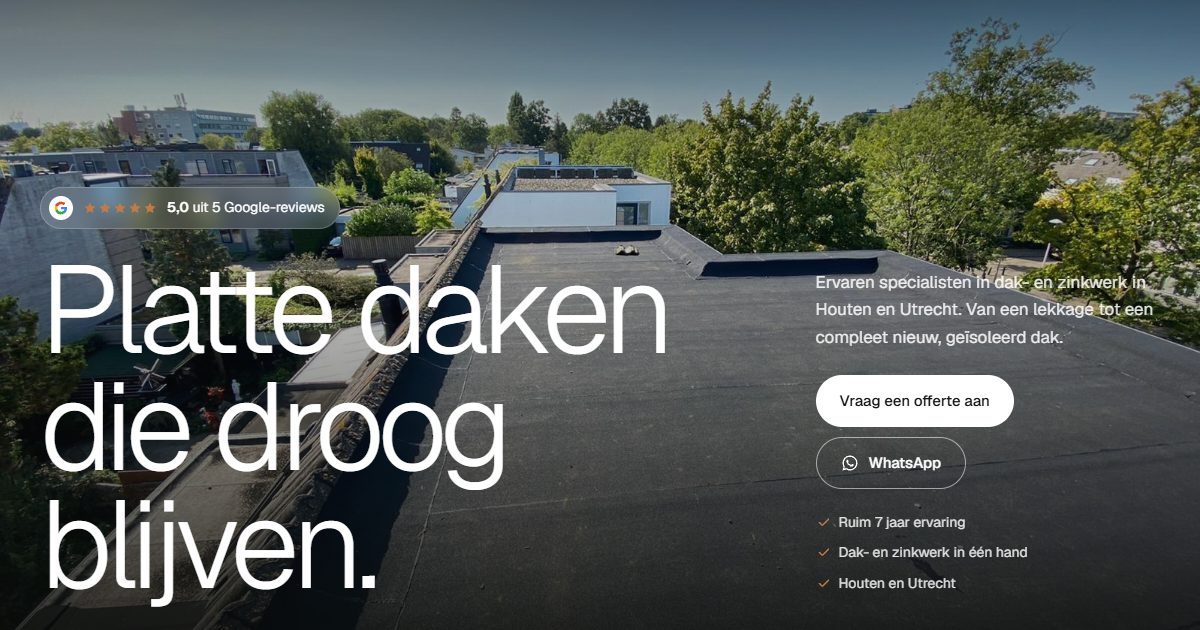 5,0 uit 5 Google-reviews
Platte daken
die droog
blijven.
Ervaren specialisten in dak- en zinkwerk in
Houten en Utrecht. Van een lekkage tot een
compleet nieuw, geïsoleerd dak.
Vraag een offerte aan
WhatsApp
Ruim 7 jaar ervaring
Dak- en zinkwerk in één hand
Houten en Utrecht